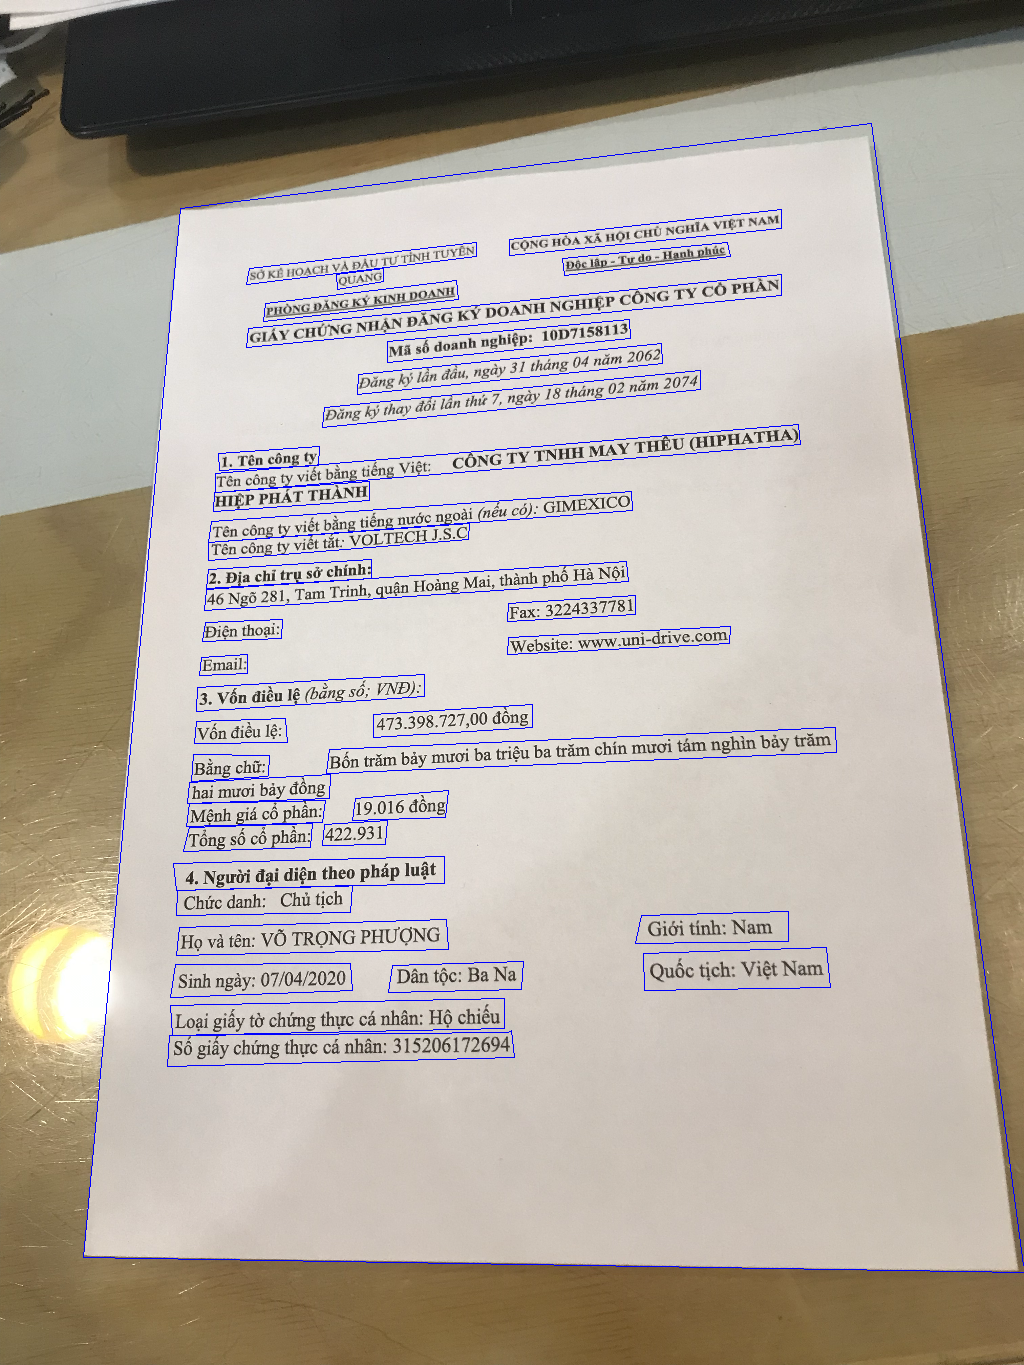 SỞ KẾ HOẠCH VÀ ĐẦU TƯ TỈNH TUYÊN QUANG
CỘNG HÒA XÃ HỘI CHỦ NGHĨA VIỆT NAM
Độc lập - Tự do - Hạnh phúc
PHÒNG ĐĂNG KÝ KINH DOANH
GIẤY CHỨNG NHẬN ĐĂNG KÝ DOANH NGHIỆP CÔNG TY CỔ PHẦN
Mã số doanh nghiệp: 10D7158113
Đăng ký lần đầu, ngày 31 tháng 04 năm 2062
Đăng ký thay đổi lần thứ 7, ngày 18 tháng 02 năm 2074
1. Tên công ty
Tên công ty viết bằng tiếng Việt: CÔNG TY TNHH MAY THÊU (HIPHATHA)
HIỆP PHÁT THÀNH
Tên công ty viết bằng tiếng nước ngoài (nếu có): GIMEXICO
Tên công ty viết tắt: VOLTECH J.S.C
2. Địa chỉ trụ sở chính:
46 Ngõ 281, Tam Trinh, quận Hoàng Mai, thành phố Hà Nội
Điện thoại: Fax: 3224337781
Email: Website: www.uni-drive.com
3. Vốn điều lệ (bằng số; VNĐ):
Vốn điều lệ: 473.398.727,00 đồng
Bằng chữ: Bốn trăm bảy mươi ba triệu ba trăm chín mươi tám nghìn bảy trăm
hai mươi bảy đồng
Mệnh giá cổ phần: 19.016 đồng
Tổng số cổ phần: 422.931
4. Người đại diện theo pháp luật
Chức danh: Chủ tịch
Họ và tên: VÕ TRỌNG PHƯỢNG Giới tính: Nam
Sinh ngày: 07/04/2020 Dân tộc: Ba Na Quốc tịch: Việt Nam
Loại giấy tờ chứng thực cá nhân: Hộ chiếu
Số giấy chứng thực cá nhân: 315206172694